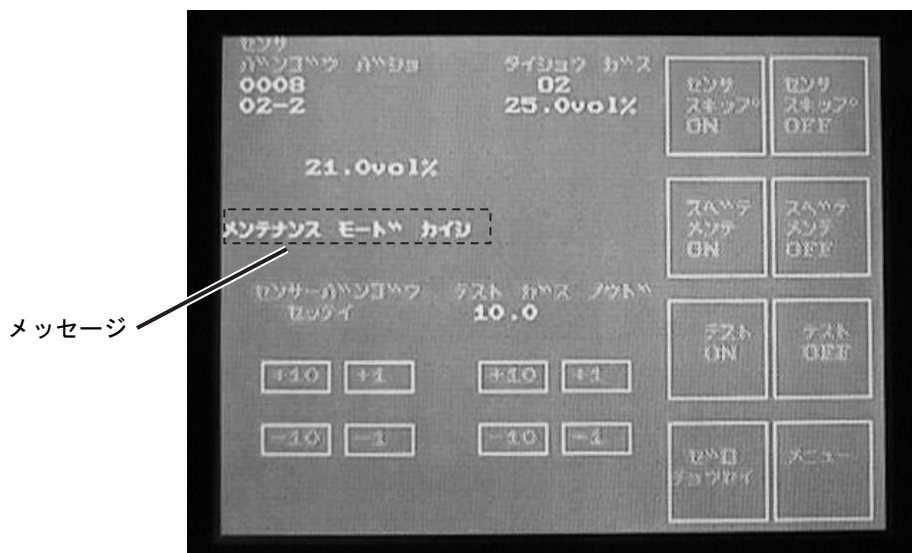 センサ
バンゴウ バショ
タイショウ ガス
0008
02-2
O2
25.0vol%
21.0vol%
メンテナンス モード カイシ
メッセージ
センサーバンゴウ
セッテイ
テスト ガス ノウド
10.0
+10 +1
+10 +1
-10 -1
-10 -1
センサ
スキップ
ON
センサ
スキップ
OFF
スベテ
メンテ
ON
スベテ
メンテ
OFF
テスト
ON
テスト
OFF
ゼロ
チョウセイ
メニュー